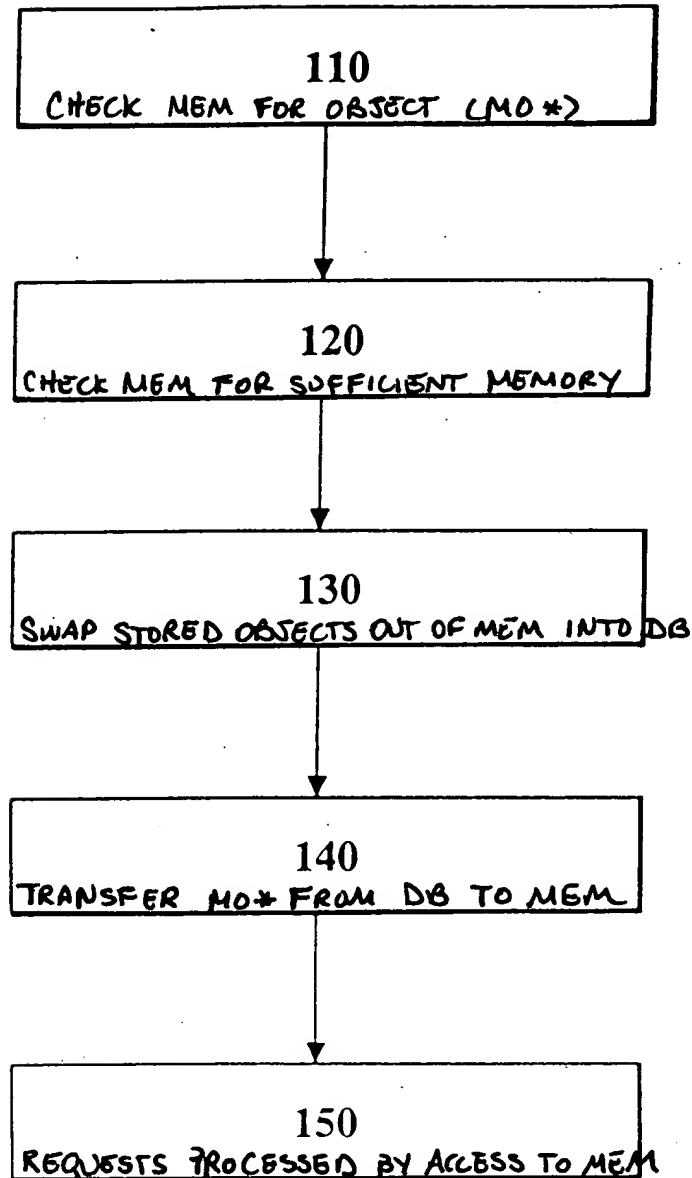 110
CHECK MEM FOR OBJECT (MO*)
120
CHECK MEM FOR SUFFICIENT MEMORY
130
SWAP STORED OBJECTS OUT OF MEM INTO DB
140
TRANSFER MO* FROM DB TO MEM
150
REQUESTS PROCESSED BY ACCESS TO MEM